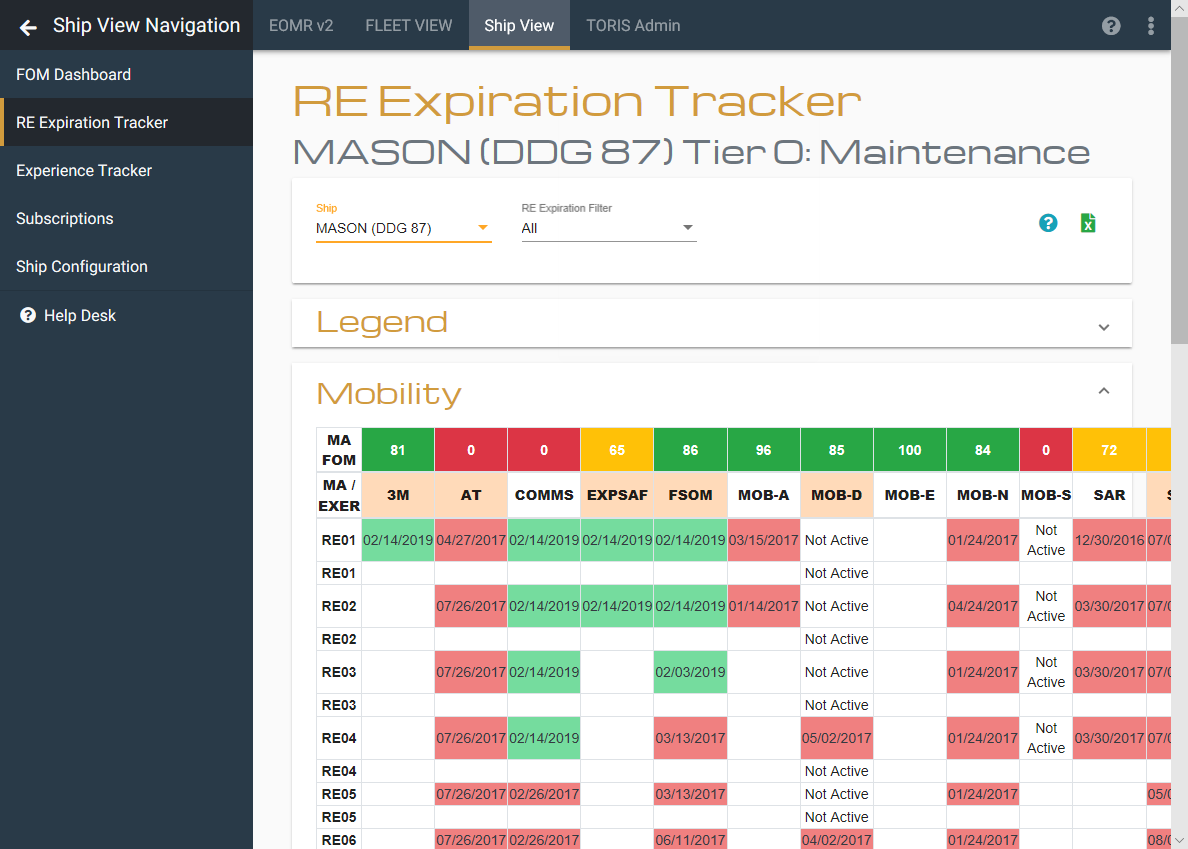 Ship View Navigation EOMR v2 FLEET VIEW Ship View TORIS Admin
FOM Dashboard
RE Expiration Tracker
Experience Tracker
Subscriptions
Ship Configuration
Help Desk
RE Expiration Tracker
MASON (DDG 87) Tier 0: Maintenance
Ship RE Expiration Filter
MASON (DDG 87) All
Legend
Mobility
MA FOM 81 0 0 65 86 96 85 100 84 0 72
MA / EXER 3M AT COMMS EXPSAF FSOM MOB-A MOB-D MOB-E MOB-N MOB-S SAR
RE01 02/14/2019 04/27/2017 02/14/2019 02/14/2019 02/14/2019 03/15/2017 Not Active 01/24/2017 Not Active 12/30/2016 07/0
RE01 Not Active
RE02 07/26/2017 02/14/2019 02/14/2019 02/14/2019 01/14/2017 Not Active 04/24/2017 Not Active 03/30/2017 07/0
RE02 Not Active
RE03 07/26/2017 02/14/2019 02/03/2019 Not Active 01/24/2017 Not Active 03/30/2017 07/0
RE03 Not Active
RE04 07/26/2017 02/14/2019 03/13/2017 05/02/2017 01/24/2017 Not Active 03/30/2017 07/0
RE04 Not Active
RE05 07/26/2017 02/26/2017 03/13/2017 Not Active 01/24/2017 05/0
RE05 Not Active
RE06 07/26/2017 02/26/2017 06/11/2017 04/02/2017 01/24/2017 08/0